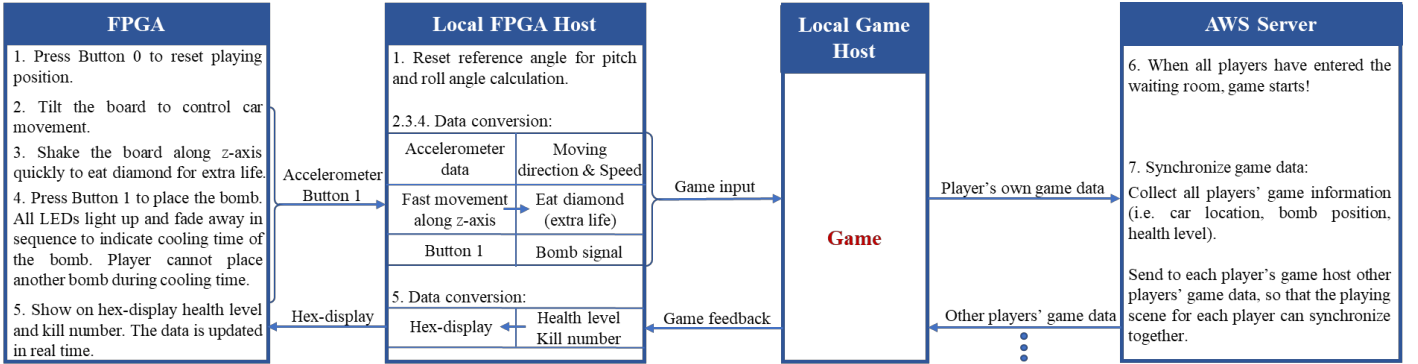 FPGA
1. Press Button 0 to reset playing
position.
2. Tilt the board to control car
movement.
3. Shake the board along z-axis
quickly to eat diamond for extra life.
4. Press Button 1 to place the bomb.
All LEDs light up and fade away in
sequence to indicate cooling time of
the bomb. Player cannot place
another bomb during cooling time.
5. Show on hex-display health level
and kill number. The data is updated
in real time.
Accelerometer
Button 1
Hex-display
Local FPGA Host
1. Reset reference angle for pitch
and roll angle calculation.
2.3.4. Data conversion:
Accelerometer
data
Moving
direction & Speed
Fast movement
along z-axis
Eat diamond
(extra life)
Button 1
Bomb signal
5. Data conversion:
Hex-display
Health level
Kill number
Game input
Game feedback
Local Game
Host
Game
Player's own game data
Other players' game data
AWS Server
6. When all players have entered the
waiting room, game starts!
7. Synchronize game data:
Collect all players' game information
(i.e. car location, bomb position,
health level).
Send to each player's game host other
players' game data, so that the playing
scene for each player can synchronize
together.